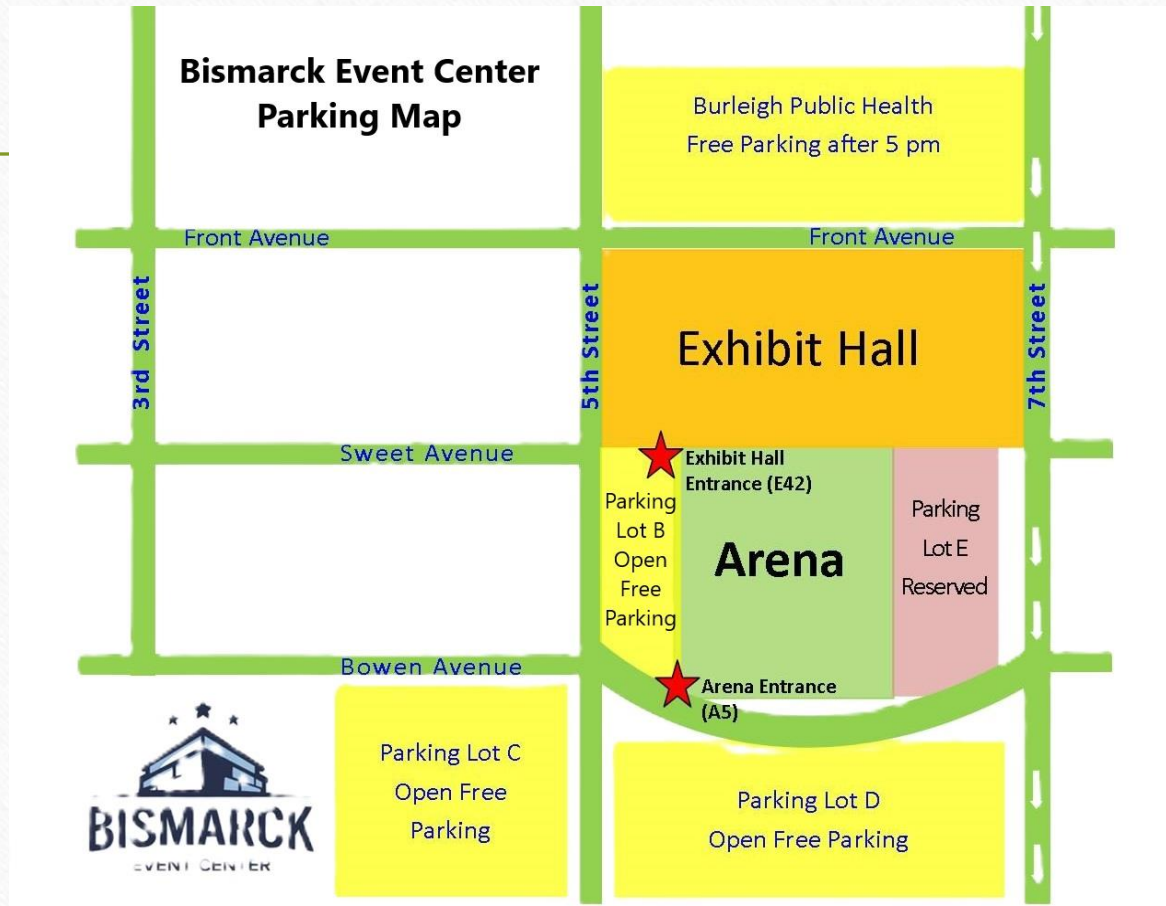 Bismarck Event Center
Parking Map
Burleigh Public Health
Free Parking after 5 pm
Front Avenue
Front Avenue
3rd Street
5th Street
7th Street
Exhibit Hall
Sweet Avenue
Exhibit Hall
Entrance (E42)
Parking
Lot B
Open
Free
Parking
Arena
Parking
Lot E
Reserved
Bowen Avenue
Arena Entrance
(A5)
Parking Lot C
Open Free
Parking
Parking Lot D
Open Free Parking
BISMARCK
EVENT CENTER